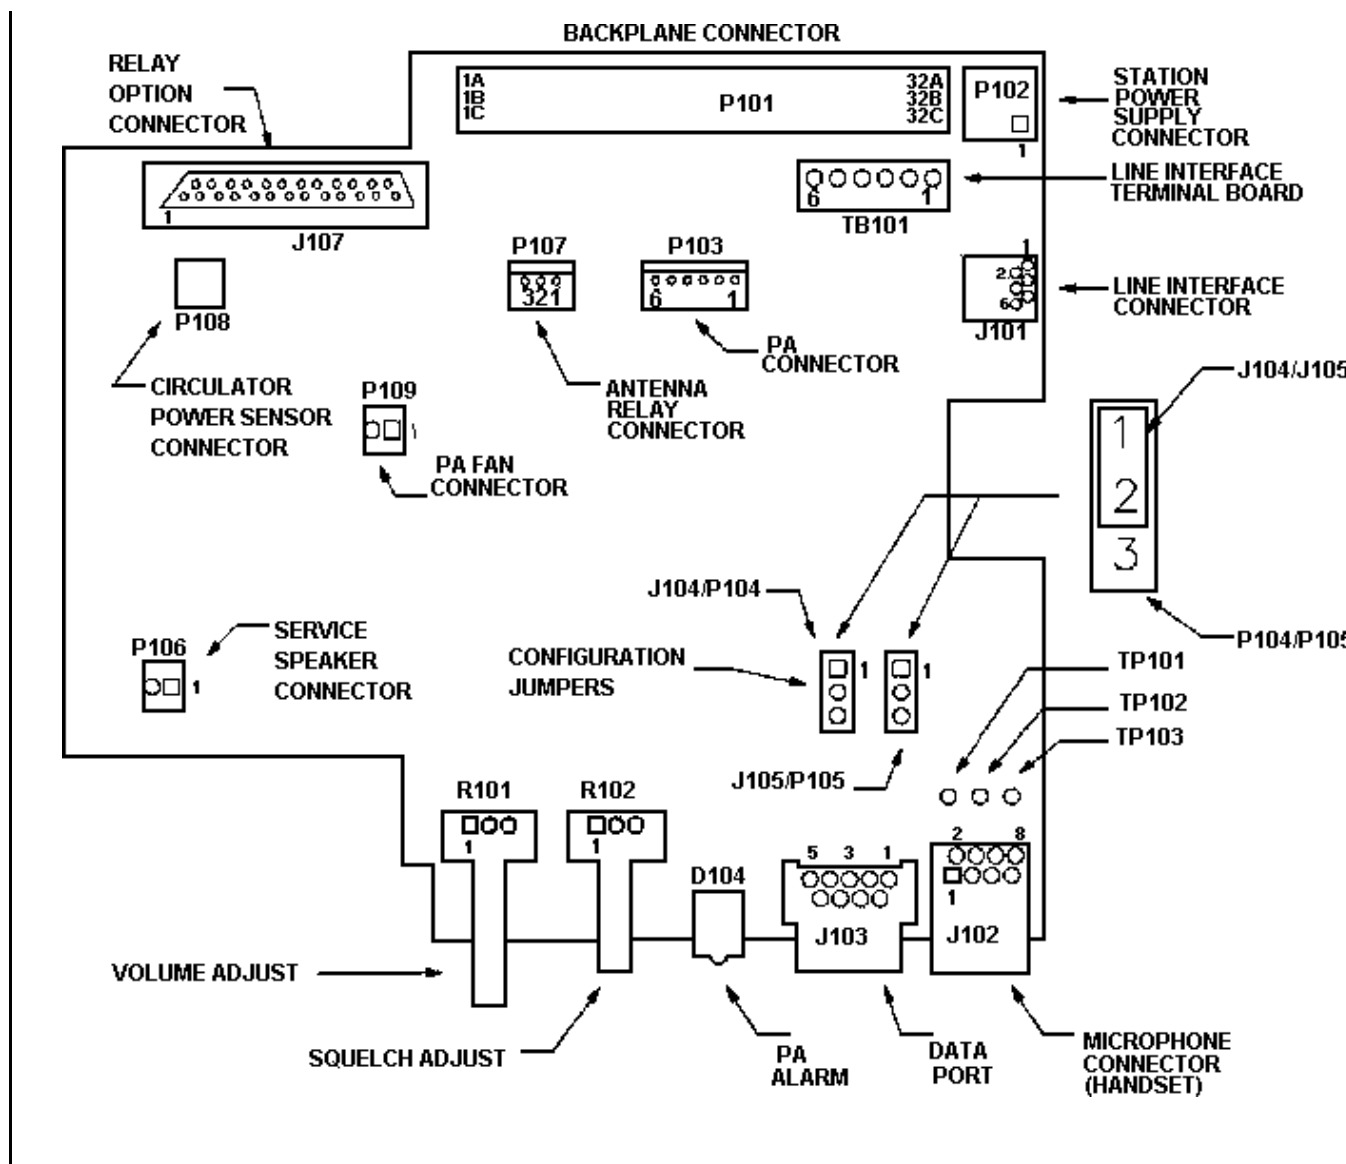 BACKPLANE CONNECTOR
RELAY
OPTION
CONNECTOR
1A
1B
1C
P101
32A
32B
32C
P102
1
STATION
POWER
SUPPLY
CONNECTOR
1
J107
6
1
TB101
LINE INTERFACE
TERMINAL BOARD
P107
321
P103
6
1
1
2
6
J101
LINE INTERFACE
CONNECTOR
P108
CIRCULATOR
POWER SENSOR
CONNECTOR
P109
PA FAN
CONNECTOR
ANTENNA
RELAY
CONNECTOR
PA
CONNECTOR
J104/J105
1
2
3
P104/P105
J104/P104
CONFIGURATION
JUMPERS
1
1
J105/P105
P106
1
SERVICE
SPEAKER
CONNECTOR
TP101
TP102
TP103
R101
1
R102
1
D104
5 3 1
J103
2 8
1
J102
VOLUME ADJUST
SQUELCH ADJUST
PA
ALARM
DATA
PORT
MICROPHONE
CONNECTOR
(HANDSET)